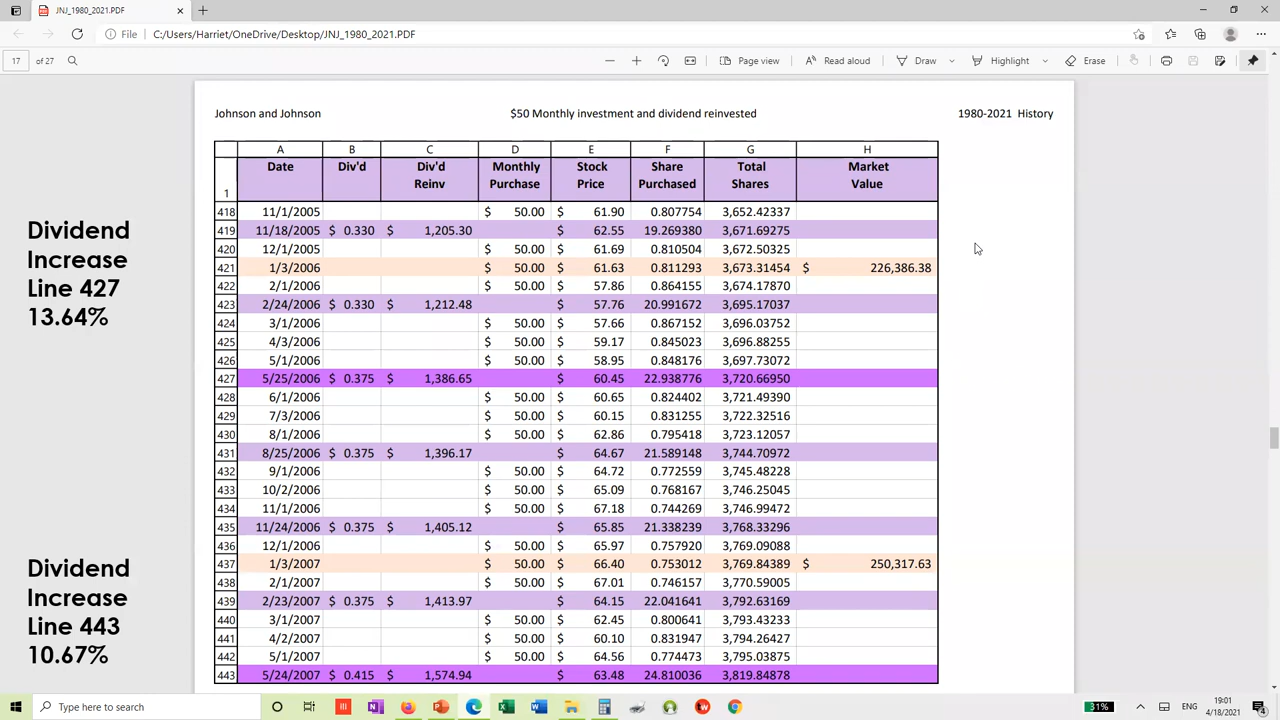 JNJ_1980_2021.PDF
File C:/Users/Harriet/OneDrive/Desktop/JNJ_1980_2021.PDF
17 of 27 Page view Read aloud Draw Highlight Erase
Johnson and Johnson $50 Monthly investment and dividend reinvested 1980-2021 History
A B C D E F G H
Date Div'd Div'd Monthly Stock Share Total Market
1 Reinv Purchase Price Purchased Shares Value
418 11/1/2005 $ 50.00 $ 61.90 0.807754 3,652.42337
419 11/18/2005 $ 0.330 $ 1,205.30 $ 62.55 19.269380 3,671.69275
420 12/1/2005 $ 50.00 $ 61.69 0.810504 3,672.50325
421 1/3/2006 $ 50.00 $ 61.63 0.811293 3,673.31454 $ 226,386.38
422 2/1/2006 $ 50.00 $ 57.86 0.864155 3,674.17870
423 2/24/2006 $ 0.330 $ 1,212.48 $ 57.76 20.991672 3,695.17037
424 3/1/2006 $ 50.00 $ 57.66 0.867152 3,696.03752
425 4/3/2006 $ 50.00 $ 59.17 0.845023 3,696.88255
426 5/1/2006 $ 50.00 $ 58.95 0.848176 3,697.73072
427 5/25/2006 $ 0.375 $ 1,386.65 $ 60.45 22.938776 3,720.66950
428 6/1/2006 $ 50.00 $ 60.65 0.824402 3,721.49390
429 7/3/2006 $ 50.00 $ 60.15 0.831255 3,722.32516
430 8/1/2006 $ 50.00 $ 62.86 0.795418 3,723.12057
431 8/25/2006 $ 0.375 $ 1,396.17 $ 64.67 21.589148 3,744.70972
432 9/1/2006 $ 50.00 $ 64.72 0.772559 3,745.48228
433 10/2/2006 $ 50.00 $ 65.09 0.768167 3,746.25045
434 11/1/2006 $ 50.00 $ 67.18 0.744269 3,746.99472
435 11/24/2006 $ 0.375 $ 1,405.12 $ 65.85 21.338239 3,768.33296
436 12/1/2006 $ 50.00 $ 65.97 0.757920 3,769.09088
437 1/3/2007 $ 50.00 $ 66.40 0.753012 3,769.84389 $ 250,317.63
438 2/1/2007 $ 50.00 $ 67.01 0.746157 3,770.59005
439 2/23/2007 $ 0.375 $ 1,413.97 $ 64.15 22.041641 3,792.63169
440 3/1/2007 $ 50.00 $ 62.45 0.800641 3,793.43233
441 4/2/2007 $ 50.00 $ 60.10 0.831947 3,794.26427
442 5/1/2007 $ 50.00 $ 64.56 0.774473 3,795.03875
443 5/24/2007 $ 0.415 $ 1,574.94 $ 63.48 24.810036 3,819.84878
Dividend
Increase
Line 427
13.64%
Dividend
Increase
Line 443
10.67%
Type here to search 31% ENG 19:01
4/18/2021